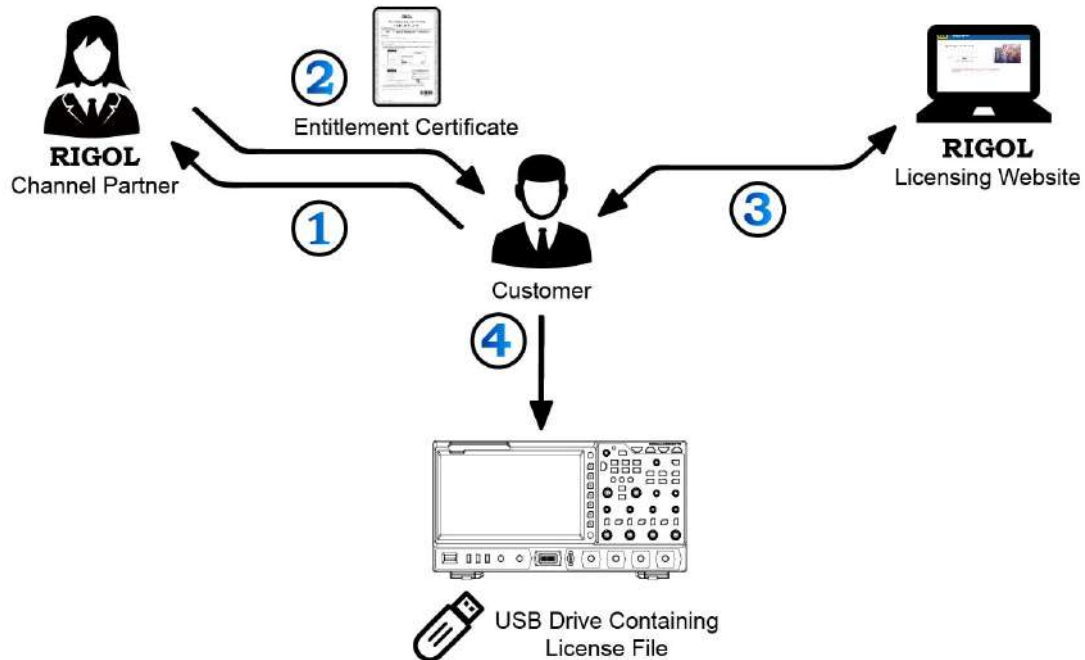 2
Entitlement Certificate
RIGOL
Channel Partner
1
RIGOL
Licensing Website
3
Customer
4
USB Drive Containing
License File